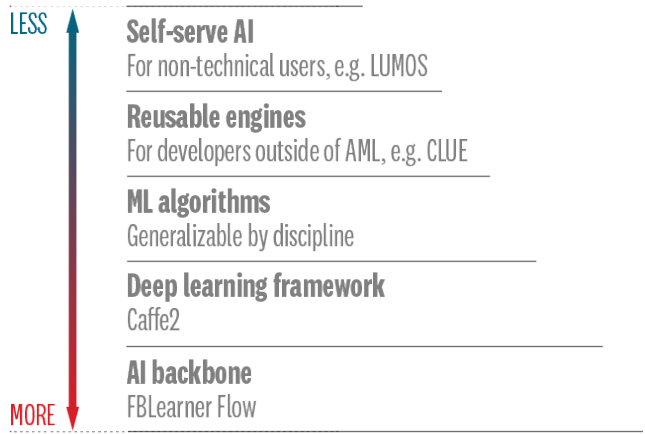 LESS
Self-serve AI
For non-technical users, e.g. LUMOS
Reusable engines
For developers outside of AML, e.g. CLUE
ML algorithms
Generalizable by discipline
Deep learning framework
Caffe2
AI backbone
FBLearner Flow
MORE